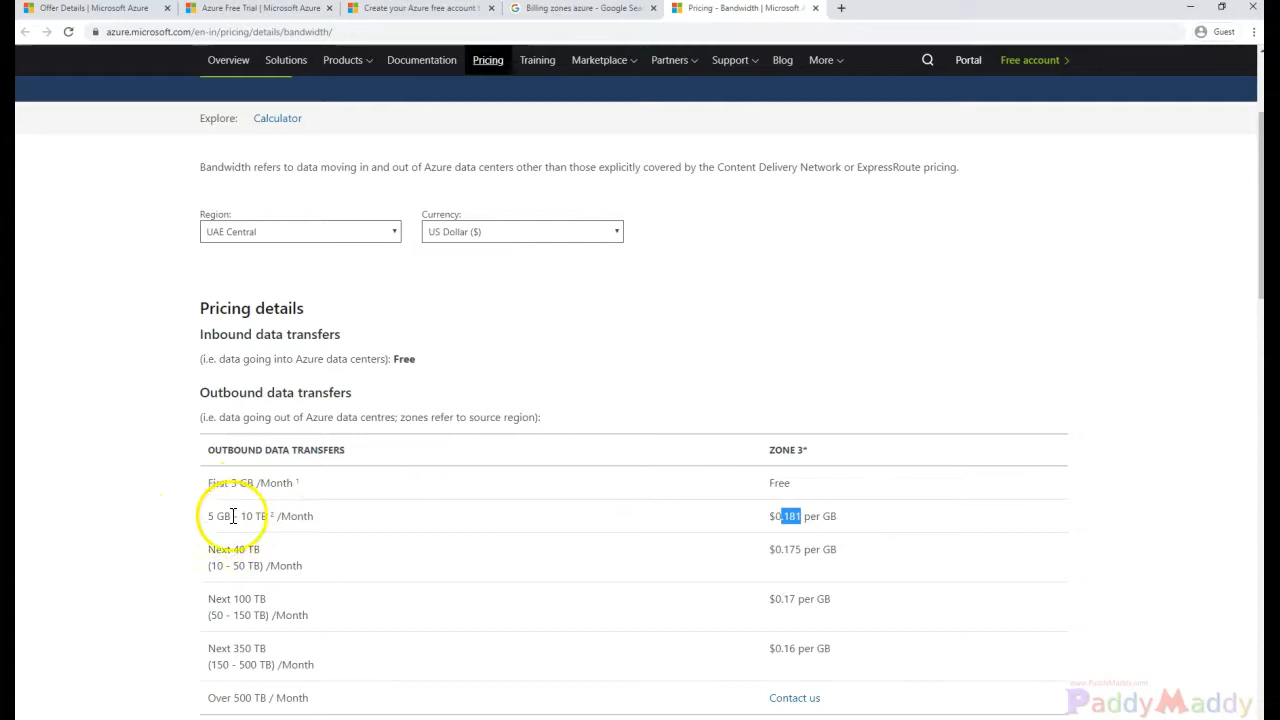 Offer Details | Microsoft Azure
Azure Free Trial | Microsoft Azure
Create your Azure free account
Billing zones azure - Google Sea
Pricing - Bandwidth | Microsoft A
azure.microsoft.com/en-in/pricing/details/bandwidth/
Guest
Overview
Solutions
Products
Documentation
Pricing
Training
Marketplace
Partners
Support
Blog
More
Portal
Free account
Explore:
Calculator
Bandwidth refers to data moving in and out of Azure data centers other than those explicitly covered by the Content Delivery Network or ExpressRoute pricing.
Region:
Currency:
UAE Central
US Dollar ($)
Pricing details
Inbound data transfers
(i.e. data going into Azure data centers): Free
Outbound data transfers
(i.e. data going out of Azure data centres; zones refer to source region):
OUTBOUND DATA TRANSFERS
ZONE 3*
First 5 GB /Month ¹
Free
5 GB - 10 TB ² /Month
$0.181 per GB
Next 40 TB
(10 - 50 TB) /Month
$0.175 per GB
Next 100 TB
(50 - 150 TB) /Month
$0.17 per GB
Next 350 TB
(150 - 500 TB) /Month
$0.16 per GB
Over 500 TB / Month
Contact us
www.PaddyMaddy.com
PaddyMaddy